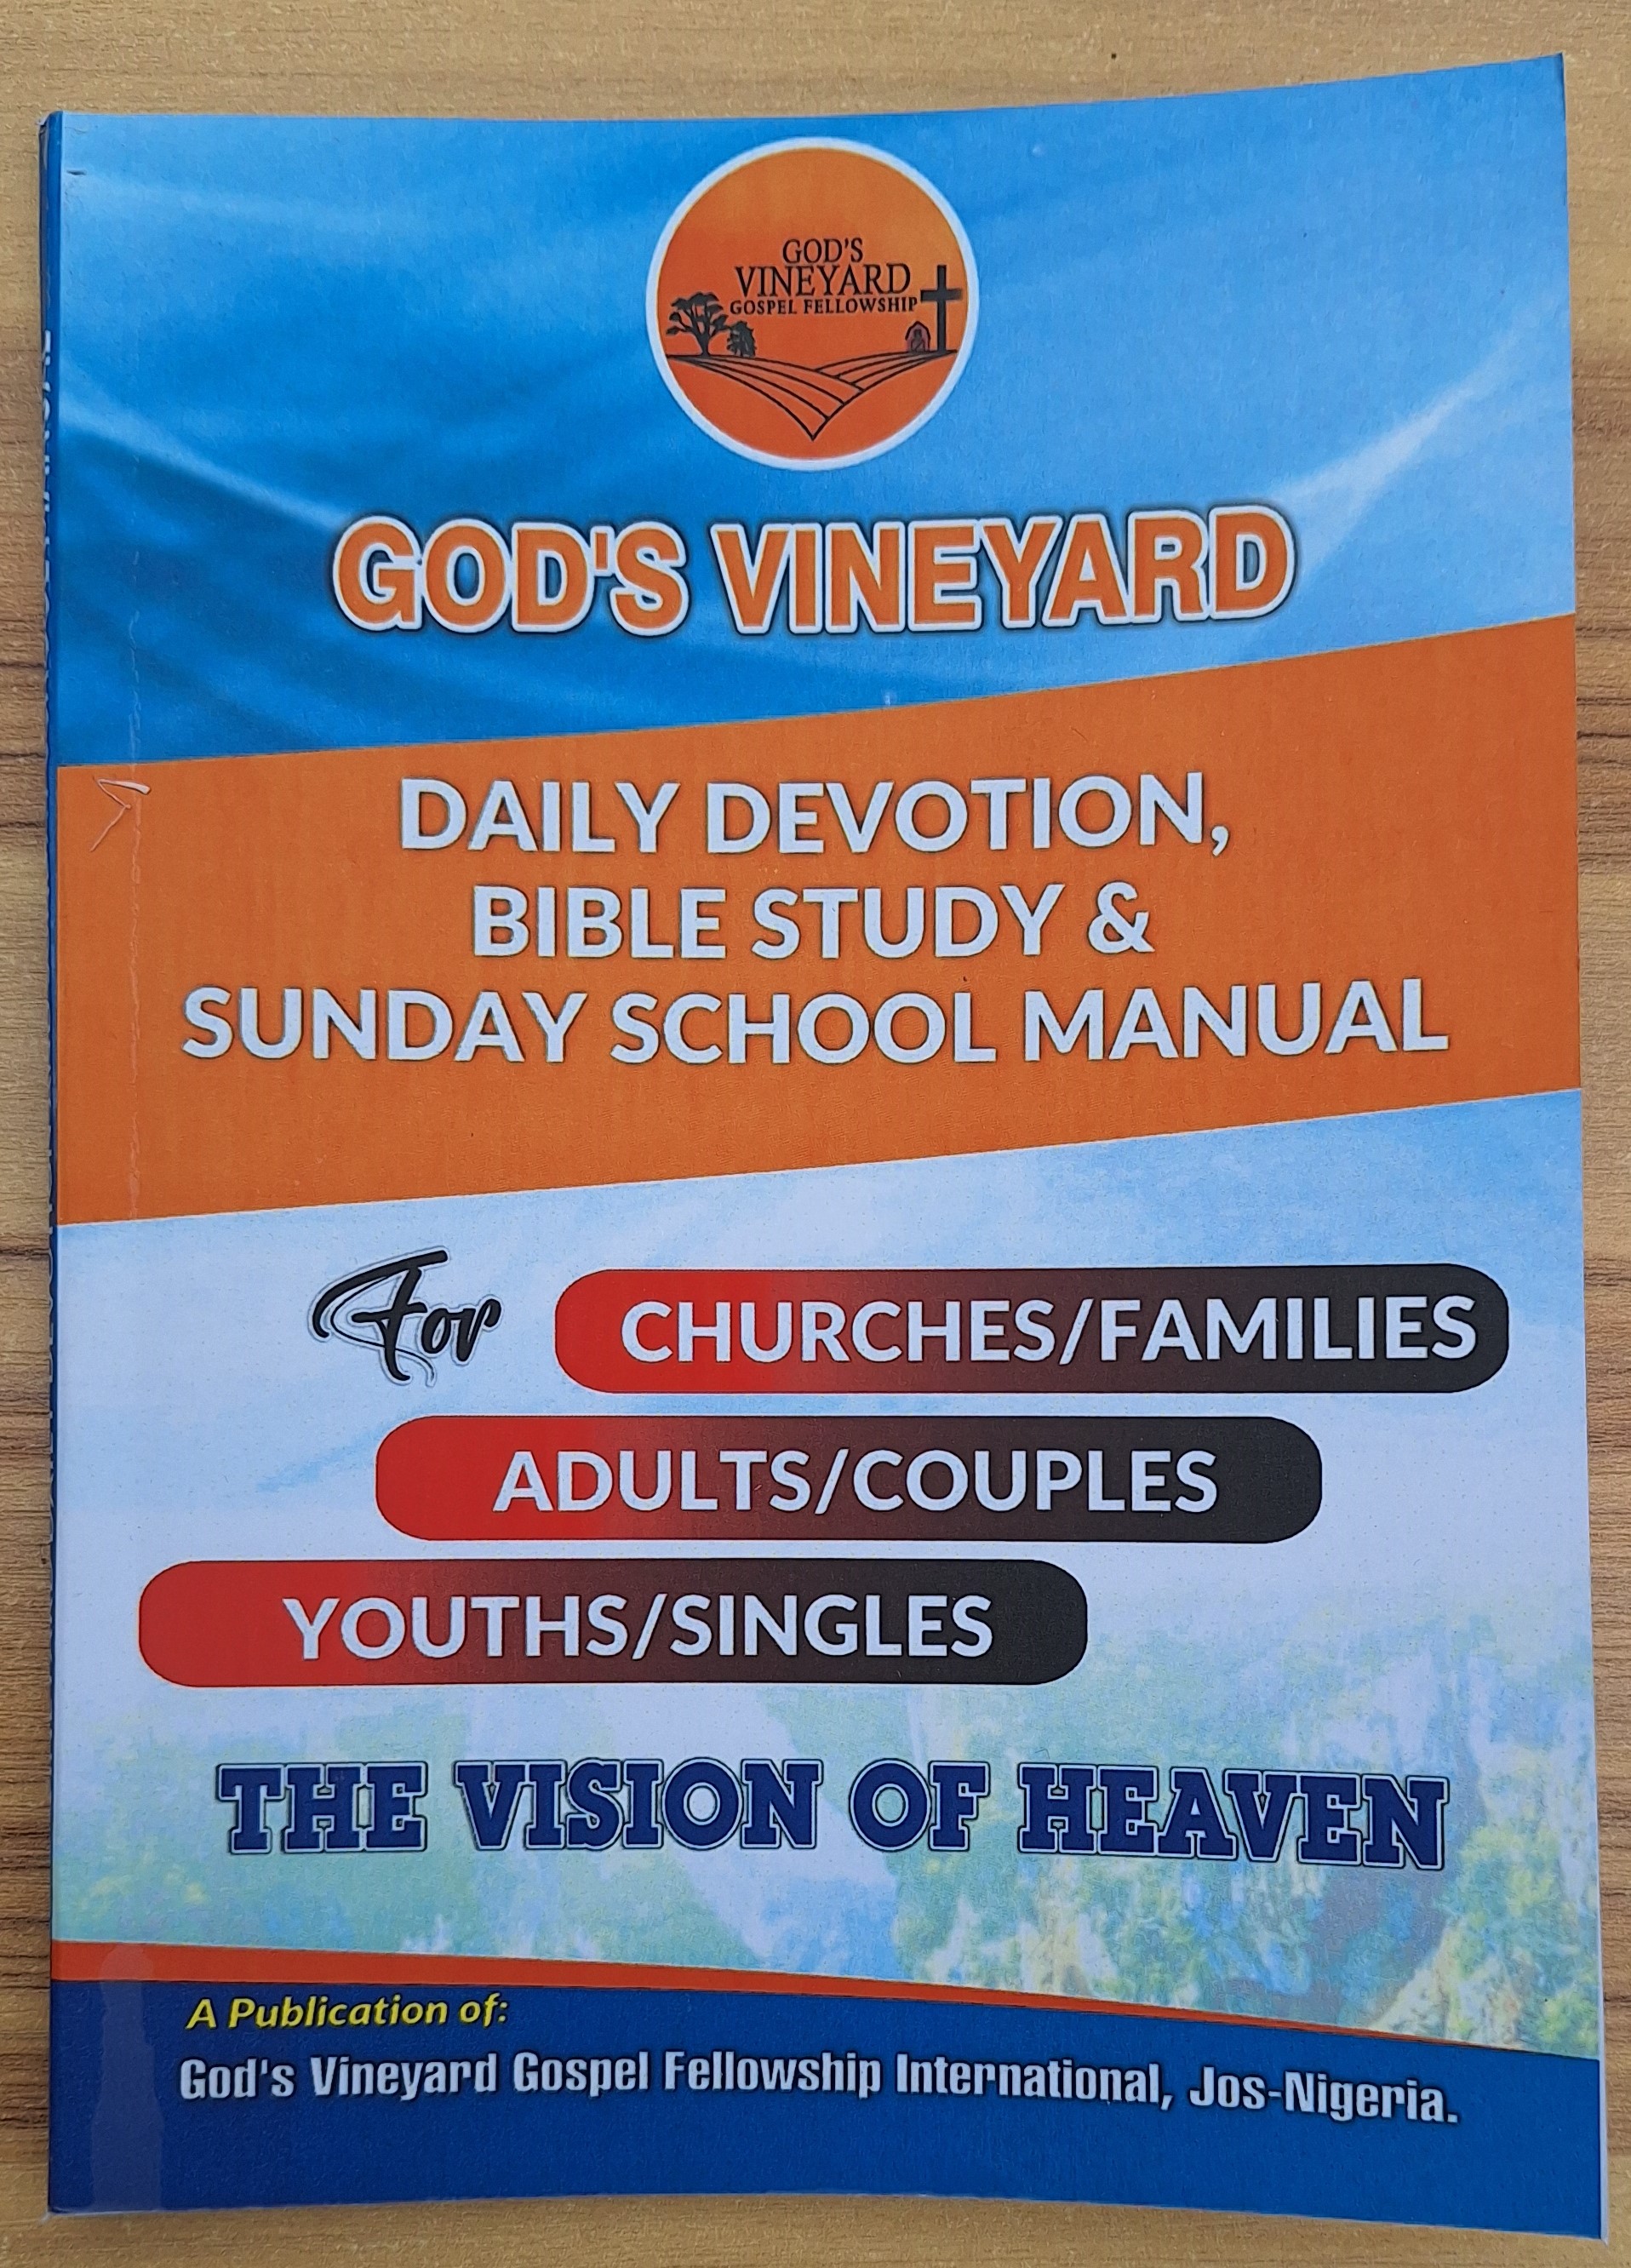 GOD'S
VINEYARD
GOSPEL FELLOWSHIP
GOD'S VINEYARD
DAILY DEVOTION,
BIBLE STUDY &
SUNDAY SCHOOL MANUAL
For CHURCHES/FAMILIES
ADULTS/COUPLES
YOUTHS/SINGLES
THE VISION OF HEAVEN
A Publication of:
God's Vineyard Gospel Fellowship International, Jos-Nigeria.